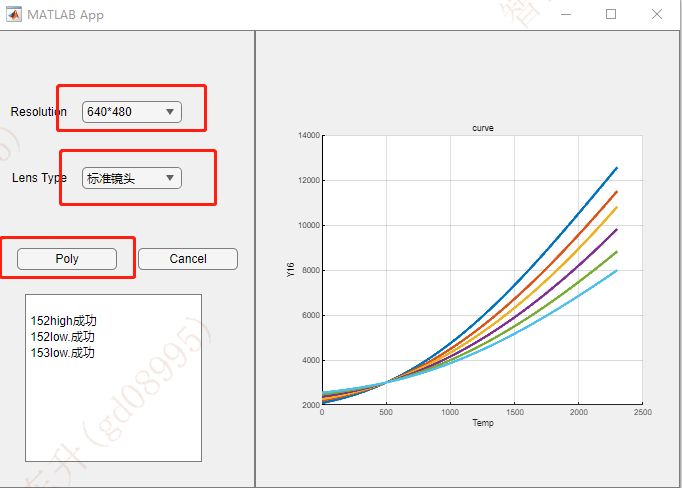 MATLAB App
Resolution
640*480
Lens Type
标准镜头
Poly
Cancel
152high成功
152low.成功
153low.成功
curve
14000
12000
10000
8000
6000
4000
2000
Y16
0
500
1000
1500
2000
2500
Temp
(gd08995)